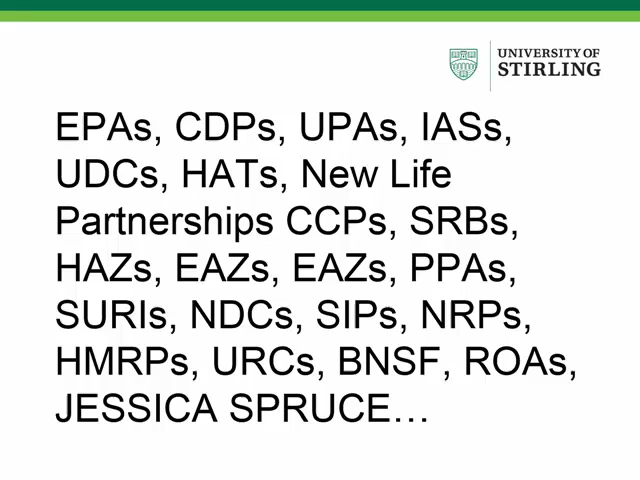 UNIVERSITY OF
STIRLING
EPAs, CDPs, UPAs, IASs,
UDCs, HATs, New Life
Partnerships CCPs, SRBs,
HAZs, EAZs, EAZs, PPAs,
SURIs, NDCs, SIPs, NRPs,
HMRPs, URCs, BNSF, ROAs,
JESSICA SPRUCE…